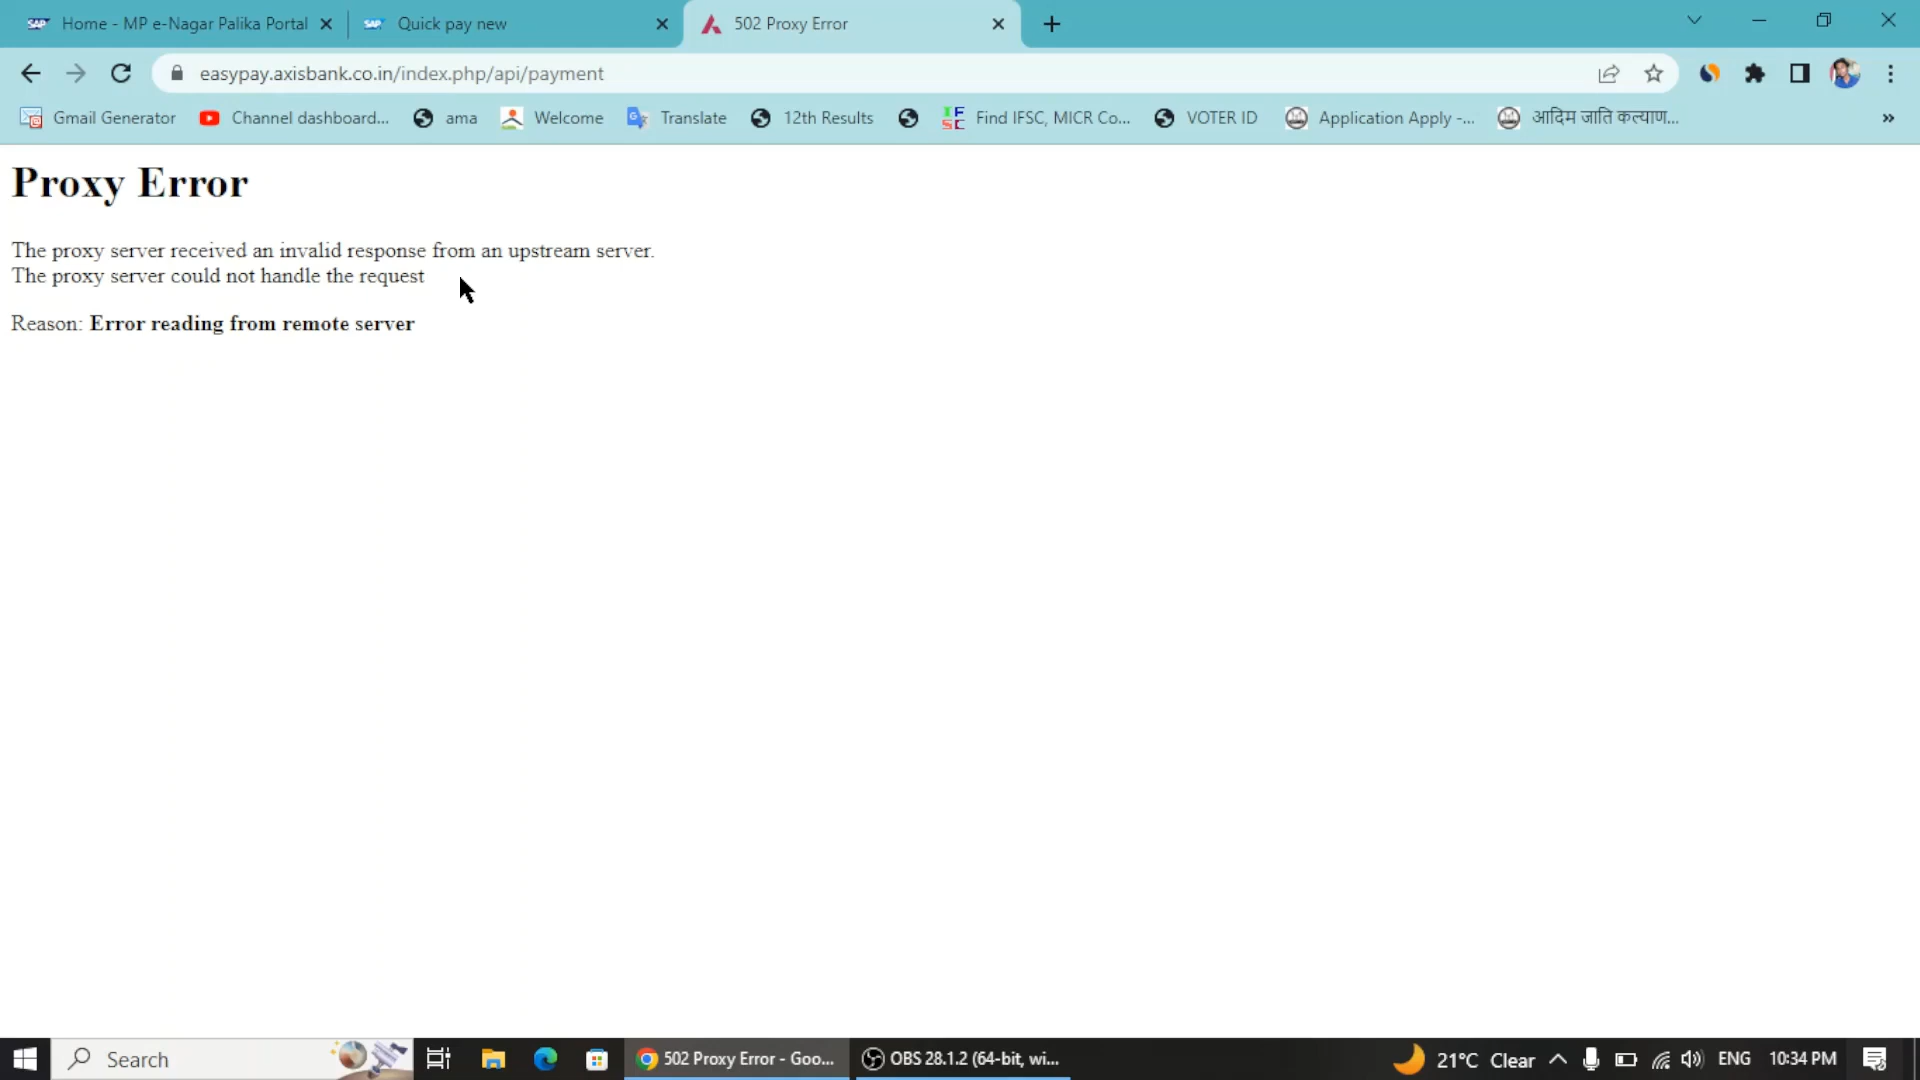 Home - MP e-Nagar Palika Portal
Quick pay new
502 Proxy Error
easypay.axisbank.co.in/index.php/api/payment
Gmail Generator
Channel dashboard...
ama
Welcome
Translate
12th Results
Find IFSC, MICR Co...
VOTER ID
Application Apply -...
आदिम जाति कल्याण...
»
Proxy Error
The proxy server received an invalid response from an upstream server.
The proxy server could not handle the request
Reason: Error reading from remote server
Search
502 Proxy Error - Goo...
OBS 28.1.2 (64-bit, wi...
21°C Clear
ENG
10:34 PM